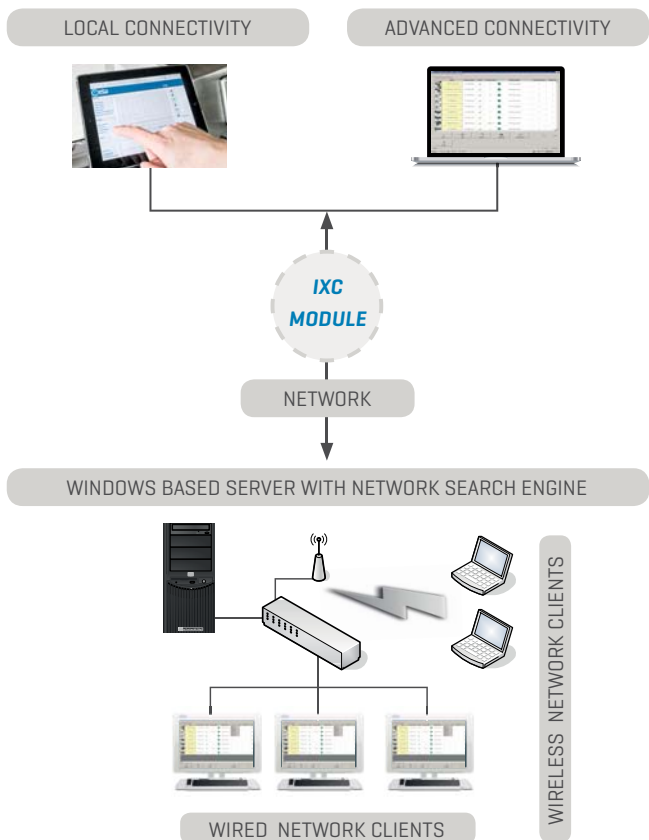 LOCAL CONNECTIVITY
ADVANCED CONNECTIVITY
IXC
MODULE
NETWORK
WINDOWS BASED SERVER WITH NETWORK SEARCH ENGINE
WIRELESS NETWORK CLIENTS
WIRED NETWORK CLIENTS